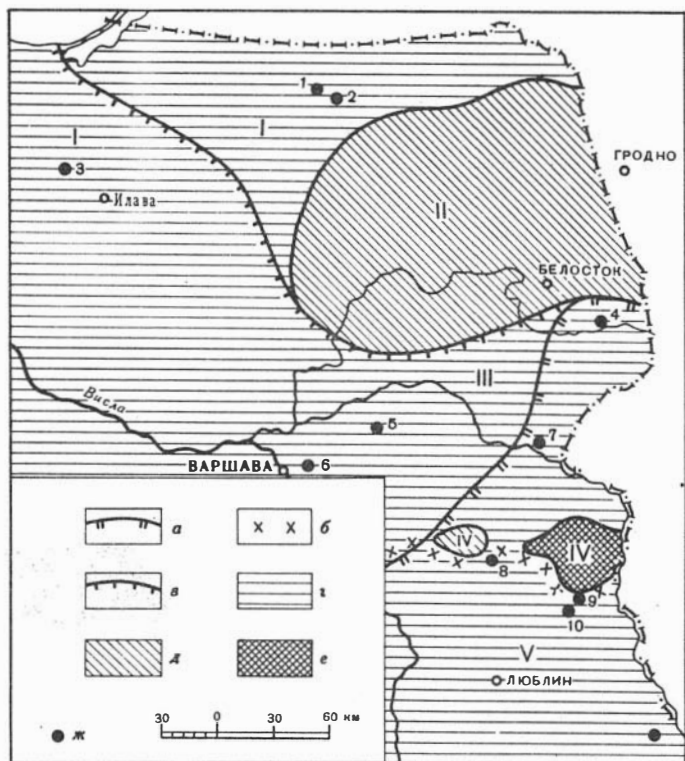 1
2
I
I
ГРОДНО
3
Илава
II
БЕЛОСТОК
4
III
Висла
5
7
ВАРШАВА
6
а
б
IV
IV
8
в
г
9
10
V
д
е
ЛЮБЛИН
ж
30 0 30 60 км